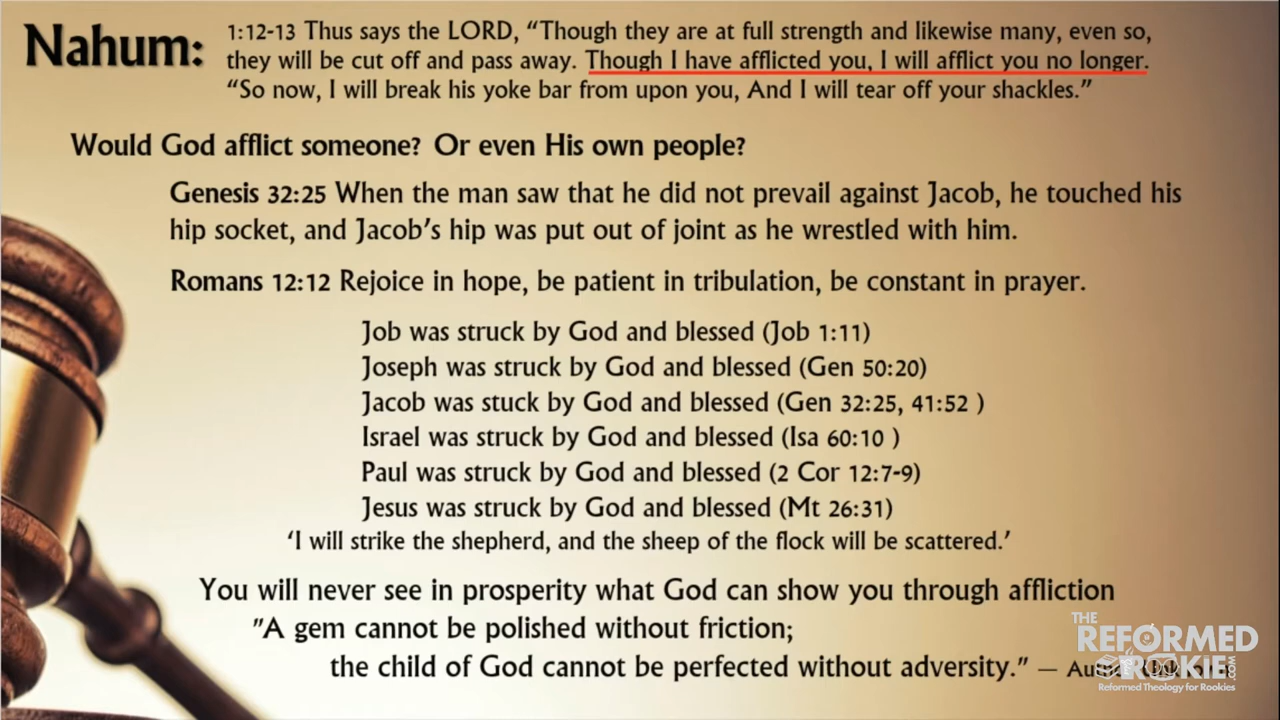 Nahum:
1:12-13 Thus says the LORD, “Though they are at full strength and likewise many, even so,
they will be cut off and pass away. Though I have afflicted you, I will afflict you no longer.
“So now, I will break his yoke bar from upon you, And I will tear off your shackles.”
Would God afflict someone? Or even His own people?
Genesis 32:25 When the man saw that he did not prevail against Jacob, he touched his
hip socket, and Jacob’s hip was put out of joint as he wrestled with him.
Romans 12:12 Rejoice in hope, be patient in tribulation, be constant in prayer.
Job was struck by God and blessed (Job 1:11)
Joseph was struck by God and blessed (Gen 50:20)
Jacob was stuck by God and blessed (Gen 32:25, 41:52 )
Israel was struck by God and blessed (Isa 60:10 )
Paul was struck by God and blessed (2 Cor 12:7-9)
Jesus was struck by God and blessed (Mt 26:31)
‘I will strike the shepherd, and the sheep of the flock will be scattered.’
You will never see in prosperity what God can show you through affliction
"A gem cannot be polished without friction;
the child of God cannot be perfected without adversity." —
THE
REFORMED
ROOKIE
.COM
Reformed Theology for Rookies